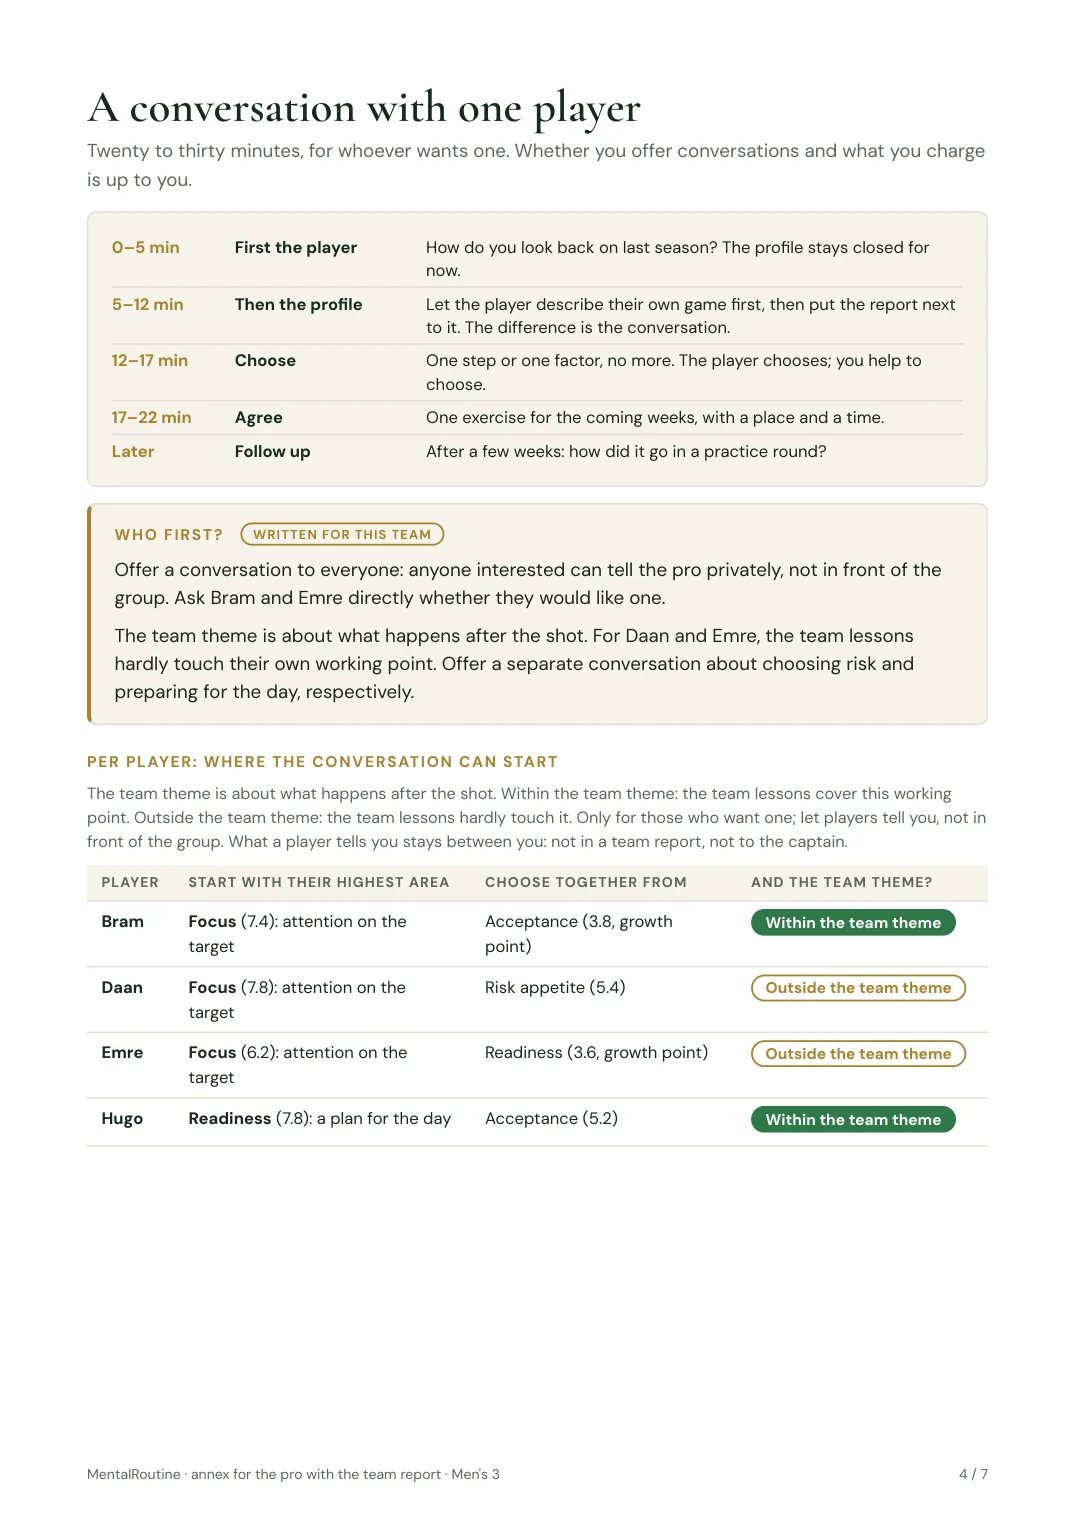 A conversation with one player
Twenty to thirty minutes, for whoever wants one. Whether you offer conversations and what you charge
is up to you.
0–5 min First the player How do you look back on last season? The profile stays closed for
now.
5–12 min Then the profile Let the player describe their own game first, then put the report next
to it. The difference is the conversation.
12–17 min Choose One step or one factor, no more. The player chooses; you help to
choose.
17–22 min Agree One exercise for the coming weeks, with a place and a time.
Later Follow up After a few weeks: how did it go in a practice round?
WHO FIRST? WRITTEN FOR THIS TEAM
Offer a conversation to everyone: anyone interested can tell the pro privately, not in front of the
group. Ask Bram and Emre directly whether they would like one.
The team theme is about what happens after the shot. For Daan and Emre, the team lessons
hardly touch their own working point. Offer a separate conversation about choosing risk and
preparing for the day, respectively.
PER PLAYER: WHERE THE CONVERSATION CAN START
The team theme is about what happens after the shot. Within the team theme: the team lessons cover this working
point. Outside the team theme: the team lessons hardly touch it. Only for those who want one; let players tell you, not in
front of the group. What a player tells you stays between you: not in a team report, not to the captain.
PLAYER START WITH THEIR HIGHEST AREA CHOOSE TOGETHER FROM AND THE TEAM THEME?
Bram Focus (7.4): attention on the Acceptance (3.8, growth Within the team theme
target point)
Daan Focus (7.8): attention on the Risk appetite (5.4) Outside the team theme
target
Emre Focus (6.2): attention on the Readiness (3.6, growth point) Outside the team theme
target
Hugo Readiness (7.8): a plan for the day Acceptance (5.2) Within the team theme
MentalRoutine · annex for the pro with the team report · Men's 3 4 / 7